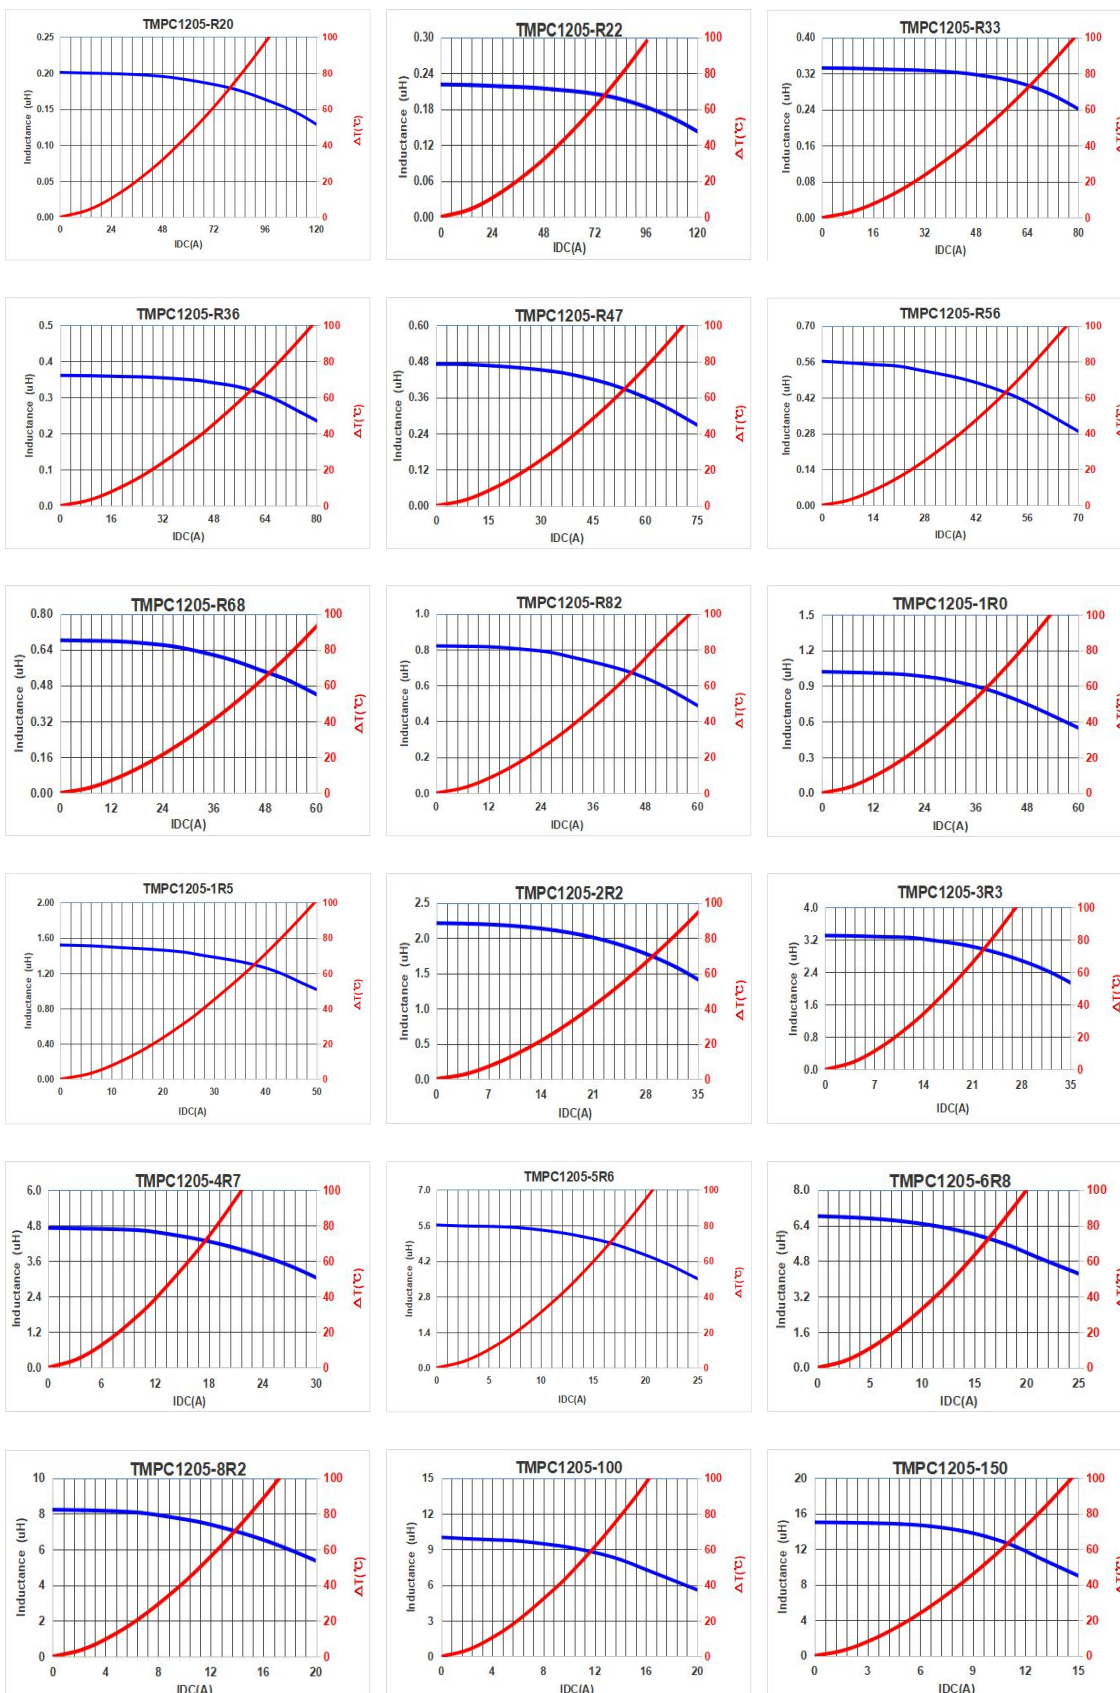 TMPC1205-R20
0.25
0.20
0.15
0.10
0.05
0.00
Inductance (uH)
100
80
60
40
20
0
△T(℃)
0 24 48 72 96 120
IDC(A)
TMPC1205-R22
0.30
0.24
0.18
0.12
0.06
0.00
Inductance (uH)
100
80
60
40
20
0
△T(℃)
0 24 48 72 96 120
IDC(A)
TMPC1205-R33
0.40
0.32
0.24
0.16
0.08
0.00
Inductance (uH)
100
80
60
40
20
0
△T(℃)
0 16 32 48 64 80
IDC(A)
TMPC1205-R36
0.5
0.4
0.3
0.2
0.1
0.0
Inductance (uH)
100
80
60
40
20
0
△T(℃)
0 16 32 48 64 80
IDC(A)
TMPC1205-R47
0.60
0.48
0.36
0.24
0.12
0.00
Inductance (uH)
100
80
60
40
20
0
△T(℃)
0 15 30 45 60 75
IDC(A)
TMPC1205-R56
0.70
0.56
0.42
0.28
0.14
0.00
Inductance (uH)
100
80
60
40
20
0
△T(℃)
0 14 28 42 56 70
IDC(A)
TMPC1205-R68
0.80
0.64
0.48
0.32
0.16
0.00
Inductance (uH)
100
80
60
40
20
0
△T(℃)
0 12 24 36 48 60
IDC(A)
TMPC1205-R82
1.0
0.8
0.6
0.4
0.2
0.0
Inductance (uH)
100
80
60
40
20
0
△T(℃)
0 12 24 36 48 60
IDC(A)
TMPC1205-1R0
1.5
1.2
0.9
0.6
0.3
0.0
Inductance (uH)
100
80
60
40
20
0
△T(℃)
0 12 24 36 48 60
IDC(A)
TMPC1205-1R5
2.00
1.60
1.20
0.80
0.40
0.00
Inductance (uH)
100
80
60
40
20
0
△T(℃)
0 10 20 30 40 50
IDC(A)
TMPC1205-2R2
2.5
2.0
1.5
1.0
0.5
0.0
Inductance (uH)
100
80
60
40
20
0
△T(℃)
0 7 14 21 28 35
IDC(A)
TMPC1205-3R3
4.0
3.2
2.4
1.6
0.8
0.0
Inductance (uH)
100
80
60
40
20
0
△T(℃)
0 7 14 21 28 35
IDC(A)
TMPC1205-4R7
6.0
4.8
3.6
2.4
1.2
0.0
Inductance (uH)
100
80
60
40
20
0
△T(℃)
0 6 12 18 24 30
IDC(A)
TMPC1205-5R6
7.0
5.6
4.2
2.8
1.4
0.0
Inductance (uH)
100
80
60
40
20
0
△T(℃)
0 5 10 15 20 25
IDC(A)
TMPC1205-6R8
8.0
6.4
4.8
3.2
1.6
0.0
Inductance (uH)
100
80
60
40
20
0
△T(℃)
0 5 10 15 20 25
IDC(A)
TMPC1205-8R2
10
8
6
4
2
0
Inductance (uH)
100
80
60
40
20
0
△T(℃)
0 4 8 12 16 20
IDC(A)
TMPC1205-100
15
12
9
6
3
0
Inductance (uH)
100
80
60
40
20
0
△T(℃)
0 4 8 12 16 20
IDC(A)
TMPC1205-150
20
16
12
8
4
0
Inductance (uH)
100
80
60
40
20
0
△T(℃)
0 3 6 9 12 15
IDC(A)